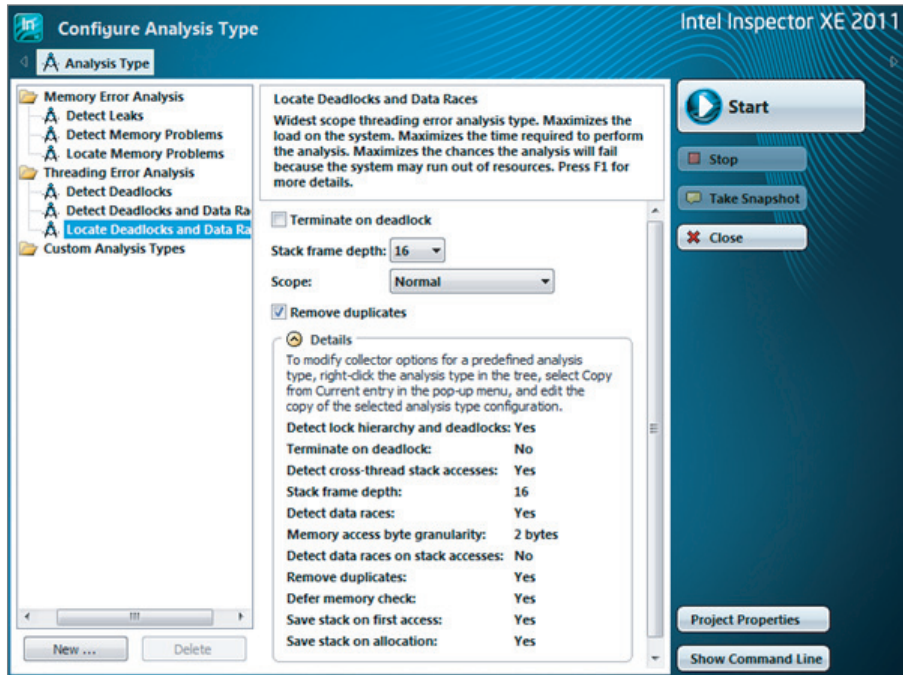 In
Configure Analysis Type
Intel Inspector XE 2011
Analysis Type
Memory Error Analysis
Detect Leaks
Detect Memory Problems
Locate Memory Problems
Threading Error Analysis
Detect Deadlocks
Detect Deadlocks and Data Ra
Locate Deadlocks and Data Ra
Custom Analysis Types
New ...
Delete
Locate Deadlocks and Data Races
Widest scope threading error analysis type. Maximizes the
load on the system. Maximizes the time required to perform
the analysis. Maximizes the chances the analysis will fail
because the system may run out of resources. Press F1 for
more details.
Terminate on deadlock
Stack frame depth: 16
Scope: Normal
Remove duplicates
Details
To modify collector options for a predefined analysis
type, right-click the analysis type in the tree, select Copy
from Current entry in the pop-up menu, and edit the
copy of the selected analysis type configuration.
Detect lock hierarchy and deadlocks: Yes
Terminate on deadlock: No
Detect cross-thread stack accesses: Yes
Stack frame depth: 16
Detect data races: Yes
Memory access byte granularity: 2 bytes
Detect data races on stack accesses: No
Remove duplicates: Yes
Defer memory check: Yes
Save stack on first access: Yes
Save stack on allocation: Yes
Start
Stop
Take Snapshot
Close
Project Properties
Show Command Line